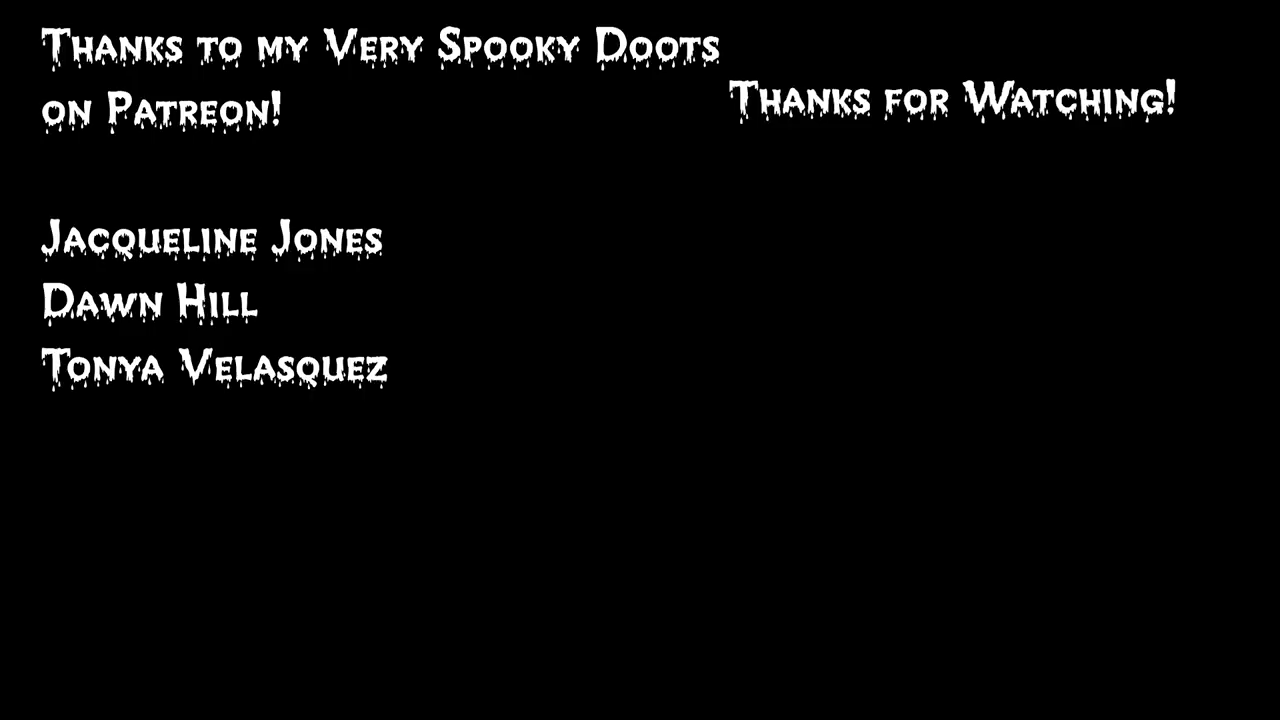 Thanks to my Very Spooky Doots
on Patreon!
Thanks for Watching!
Jacqueline Jones
Dawn Hill
Tonya Velasquez